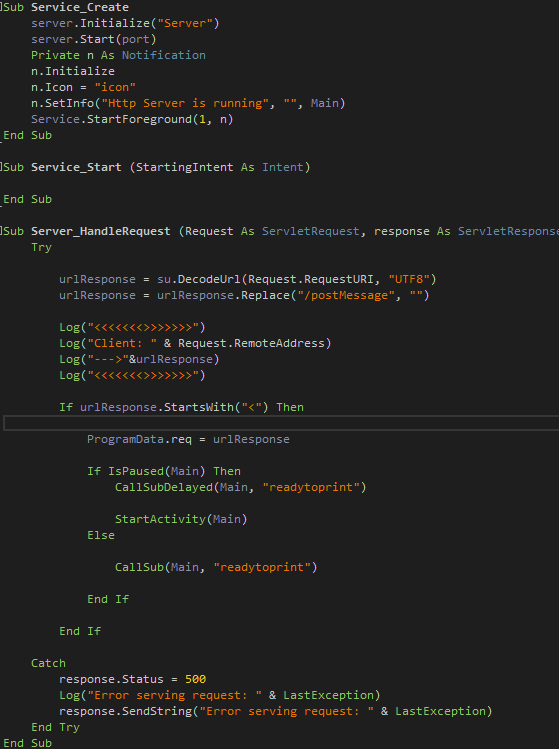 Sub Service_Create
server.Initialize("Server")
server.Start(port)
Private n As Notification
n.Initialize
n.Icon = "icon"
n.SetInfo("Http Server is running", "", Main)
Service.StartForeground(1, n)
End Sub
Sub Service_Start (StartingIntent As Intent)
End Sub
Sub Server_HandleRequest (Request As ServletRequest, response As ServletResponse
Try
urlResponse = su.DecodeUrl(Request.RequestURI, "UTF8")
urlResponse = urlResponse.Replace("/postMessage", "")
Log("<<<<<<<>>>>>>>")
Log("Client: " & Request.RemoteAddress)
Log("--->"&urlResponse)
Log("<<<<<<<>>>>>>>")
If urlResponse.StartsWith("<") Then
ProgramData.req = urlResponse
If IsPaused(Main) Then
CallSubDelayed(Main, "readytoprint")
StartActivity(Main)
Else
CallSub(Main, "readytoprint")
End If
End If
Catch
response.Status = 500
Log("Error serving request: " & LastException)
response.SendString("Error serving request: " & LastException)
End Try
End Sub